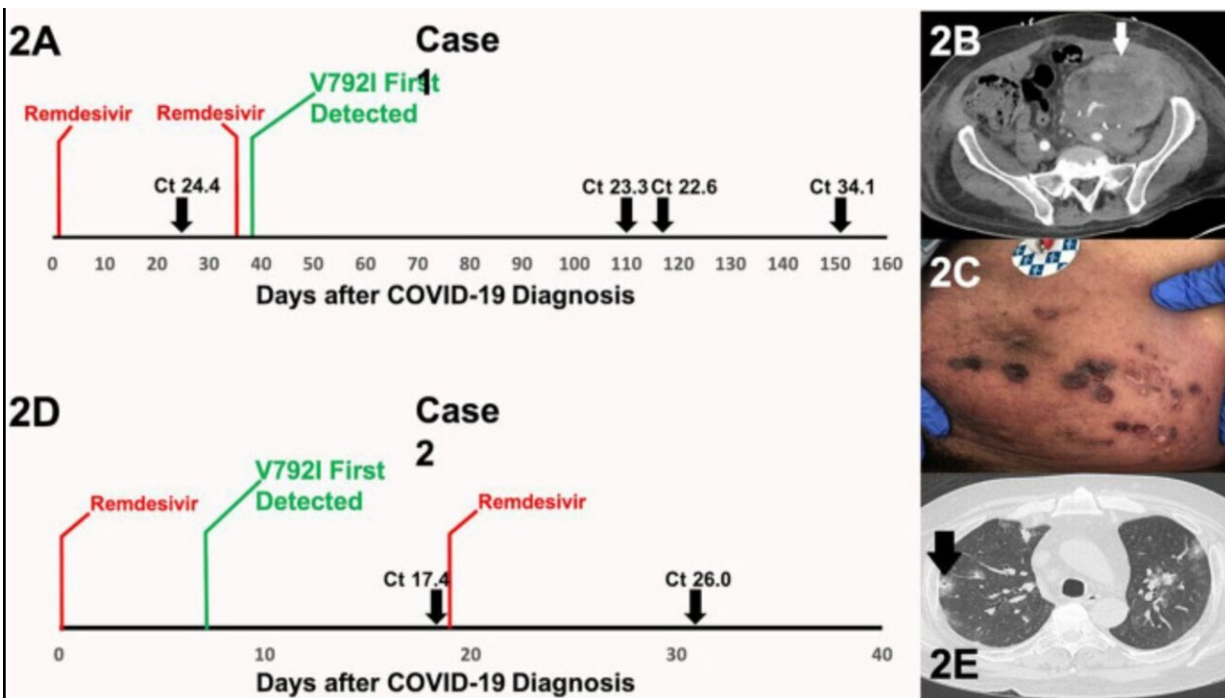 2A
Case
1
V792I First
Detected
Remdesivir
Remdesivir
Ct 24.4
Ct 23.3
Ct 22.6
Ct 34.1
0 10 20 30 40 50 60 70 80 90 100 110 120 130 140 150 160
Days after COVID-19 Diagnosis
2B
2C
2D
Case
2
V792I First
Detected
Remdesivir
Remdesivir
Ct 17.4
Ct 26.0
0 10 20 30 40
Days after COVID-19 Diagnosis
2E